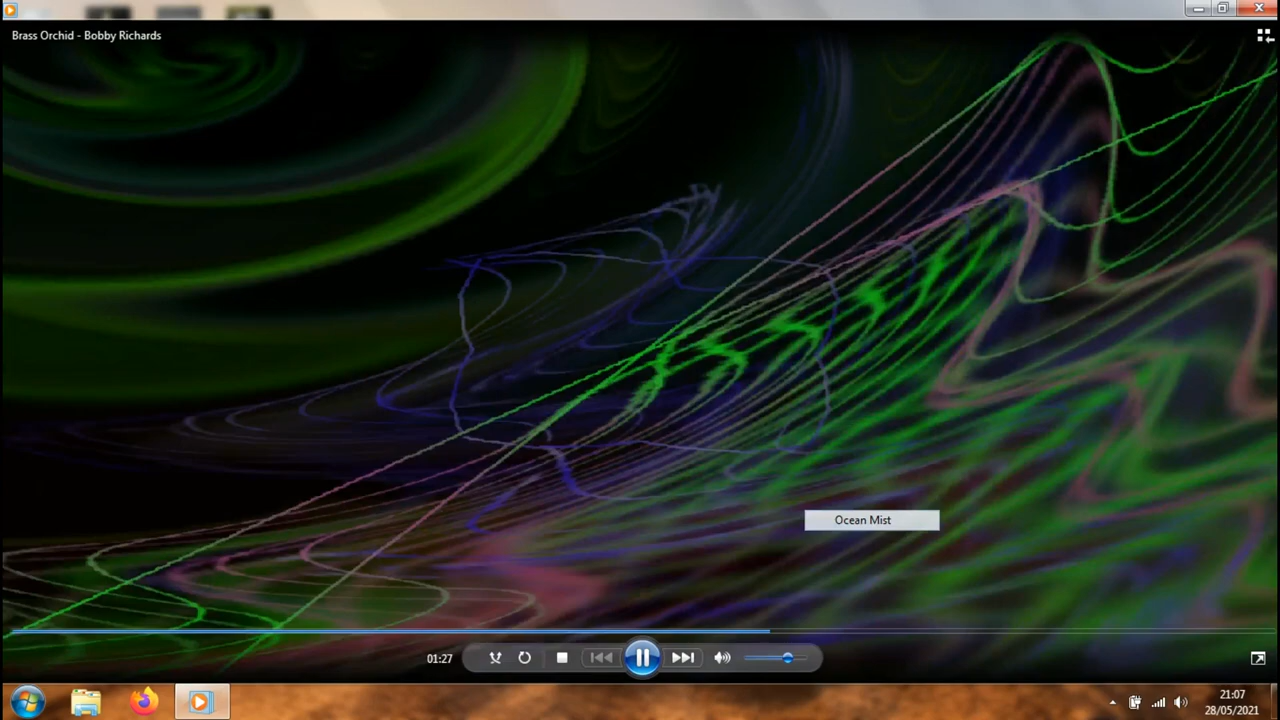 Brass Orchid - Bobby Richards
Ocean Mist
01:27
21:07
28/05/2021